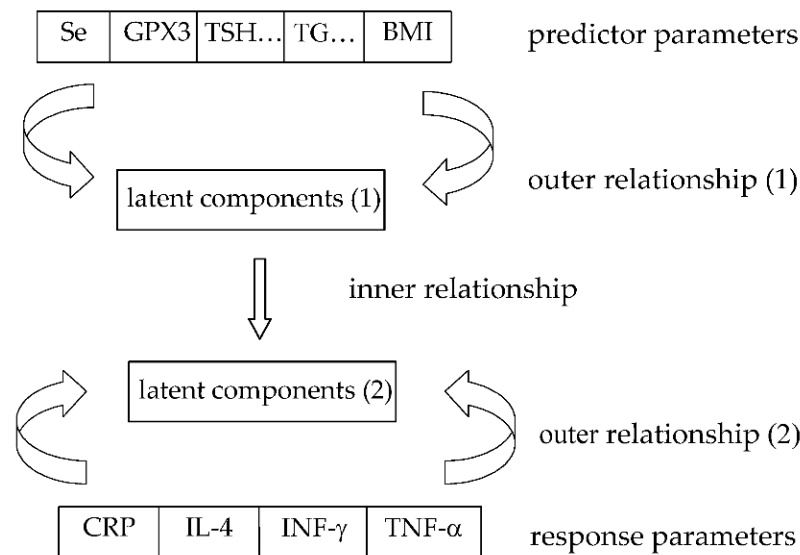 Se GPX3 TSH... TG... BMI predictor parameters
outer relationship (1)
latent components (1)
inner relationship
latent components (2)
outer relationship (2)
CRP IL-4 INF-γ TNF-α response parameters